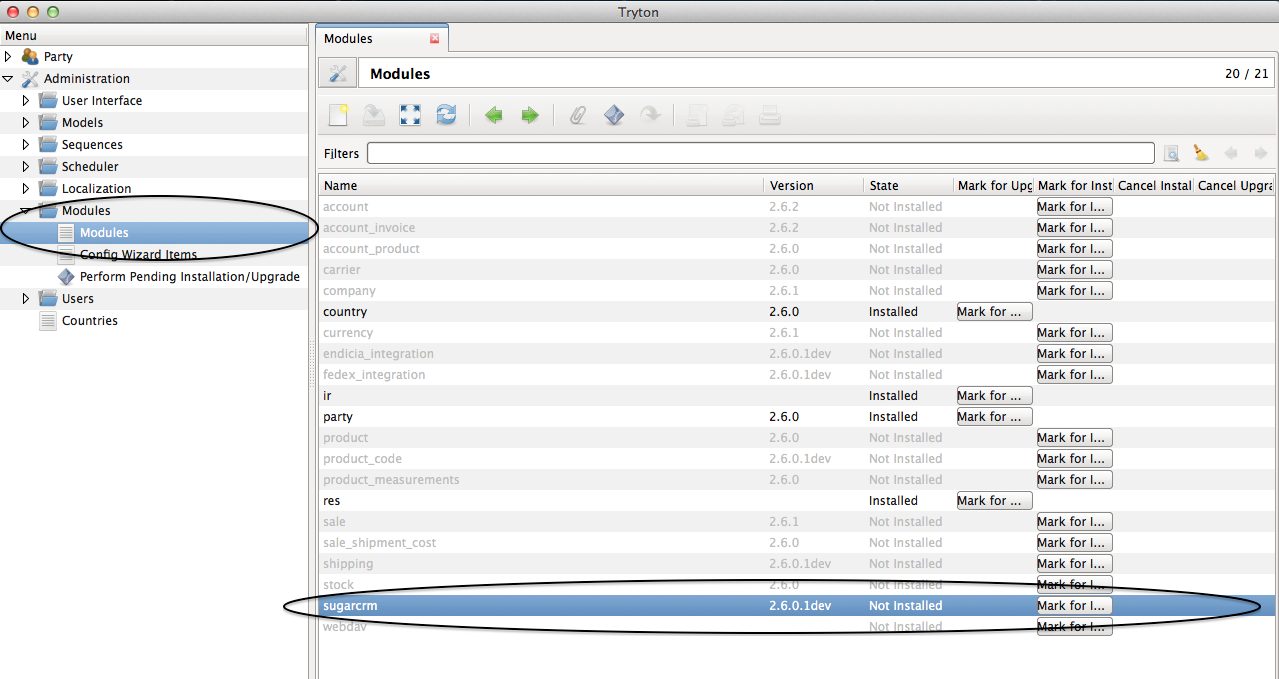 Tryton
Menu
Party
Administration
User Interface
Models
Sequences
Scheduler
Localization
Modules
Modules
Config Wizard Items
Perform Pending Installation/Upgrade
Users
Countries
Modules
Modules 20 / 21
Filters
Name Version State Mark for Upg Mark for Inst Cancel Instal Cancel Upgra
account 2.6.2 Not Installed Mark for I...
account_invoice 2.6.2 Not Installed Mark for I...
account_product 2.6.0 Not Installed Mark for I...
carrier 2.6.0 Not Installed Mark for I...
company 2.6.1 Not Installed Mark for I...
country 2.6.0 Installed Mark for ...
currency 2.6.1 Not Installed Mark for I...
endicia_integration 2.6.0.1dev Not Installed Mark for I...
fedex_integration 2.6.0.1dev Not Installed Mark for I...
ir Installed Mark for ...
party 2.6.0 Installed Mark for ...
product 2.6.0 Not Installed Mark for I...
product_code 2.6.0.1dev Not Installed Mark for I...
product_measurements 2.6.0 Not Installed Mark for I...
res Installed Mark for ...
sale 2.6.1 Not Installed Mark for I...
sale_shipment_cost 2.6.0 Not Installed Mark for I...
shipping 2.6.0.1dev Not Installed Mark for I...
stock 2.6.0 Not Installed Mark for I...
sugarcrm 2.6.0.1dev Not Installed Mark for I...
webdav Not Installed Mark for I...